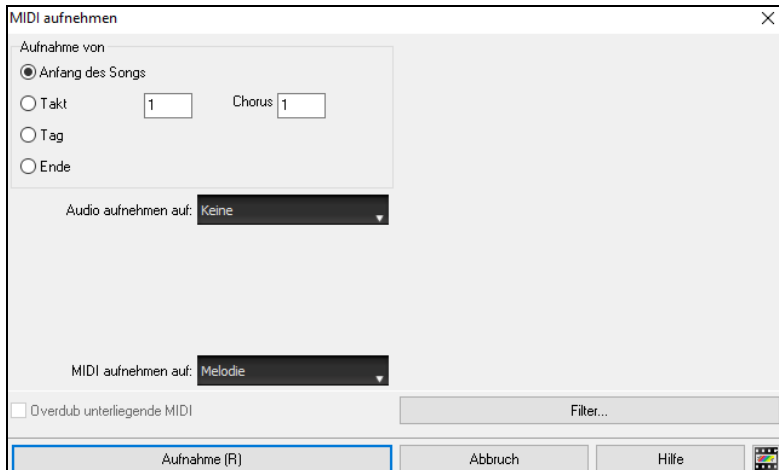 MIDI aufnehmen
Aufnahme von
Anfang des Songs
Takt 1 Chorus 1
Tag
Ende
Audio aufnehmen auf: Keine
MIDI aufnehmen auf: Melodie
Overdub unterliegende MIDI Filter...
Aufnahme (R) Abbruch Hilfe